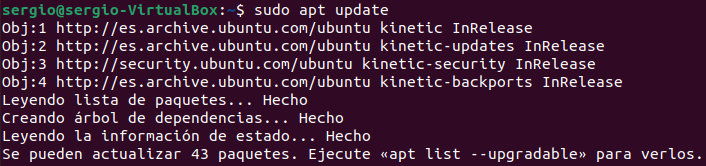 sergio@sergio-VirtualBox:~$ sudo apt update
Obj:1 http://es.archive.ubuntu.com/ubuntu kinetic InRelease
Obj:2 http://es.archive.ubuntu.com/ubuntu kinetic-updates InRelease
Obj:3 http://security.ubuntu.com/ubuntu kinetic-security InRelease
Obj:4 http://es.archive.ubuntu.com/ubuntu kinetic-backports InRelease
Leyendo lista de paquetes... Hecho
Creando árbol de dependencias... Hecho
Leyendo la información de estado... Hecho
Se pueden actualizar 43 paquetes. Ejecute «apt list --upgradable» para verlos.